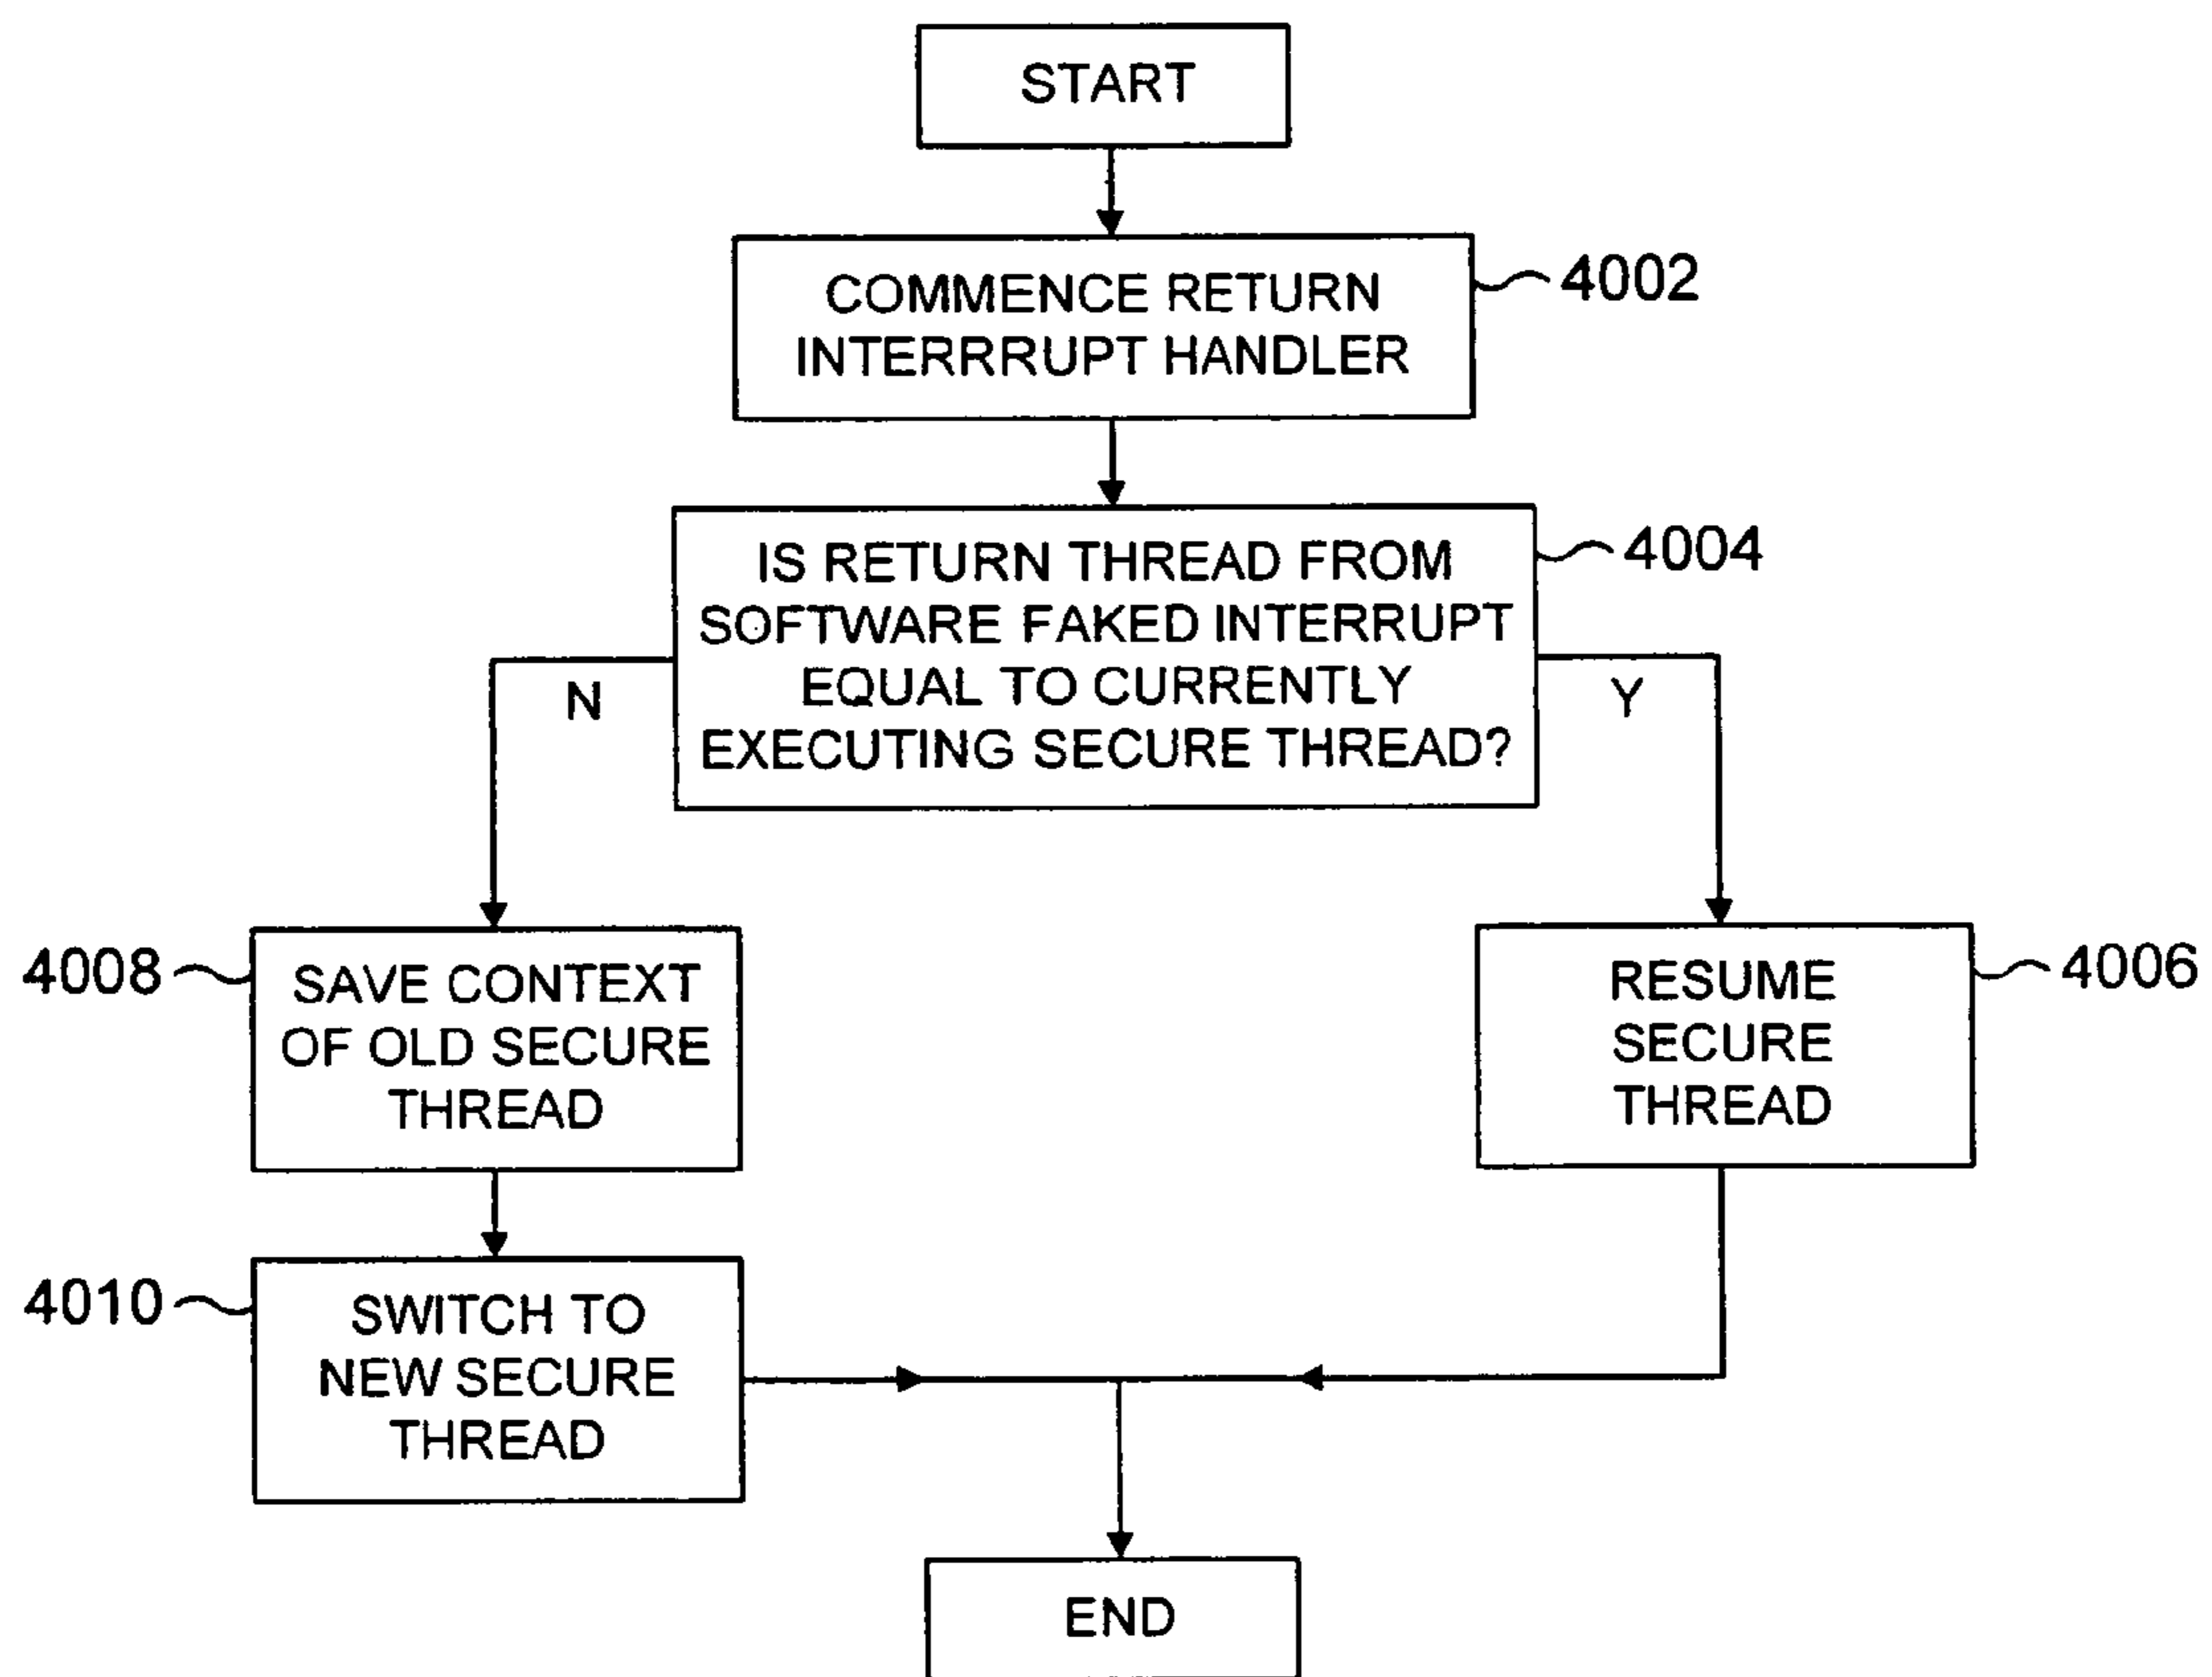 START
COMMENCE RETURN
INTERRRUPT HANDLER
4002
IS RETURN THREAD FROM
SOFTWARE FAKED INTERRUPT
EQUAL TO CURRENTLY
EXECUTING SECURE THREAD?
4004
N
Y
4008
SAVE CONTEXT
OF OLD SECURE
THREAD
RESUME
SECURE
THREAD
4006
4010
SWITCH TO
NEW SECURE
THREAD
END